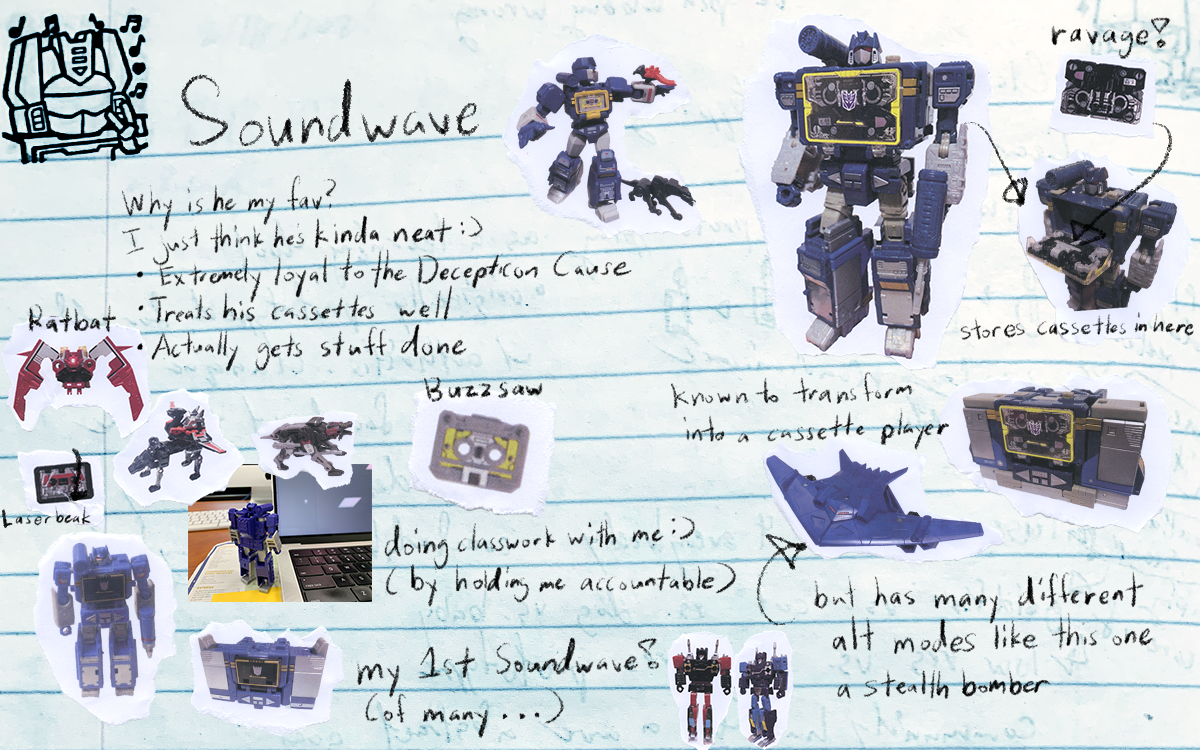 Soundwave
ravage!
Why is he my fav?
I just think he's kinda neat :)
• Extremely loyal to the Decepticon Cause
• Treats his cassettes well
• Actually gets stuff done
stores cassettes in here
Ratbat
Buzzsaw
known to transform
into a cassette player
Laserbeak
doing classwork with me :)
(by holding me accountable)
but has many different
alt modes like this one
a stealth bomber
my 1st Soundwave!
(of many...)